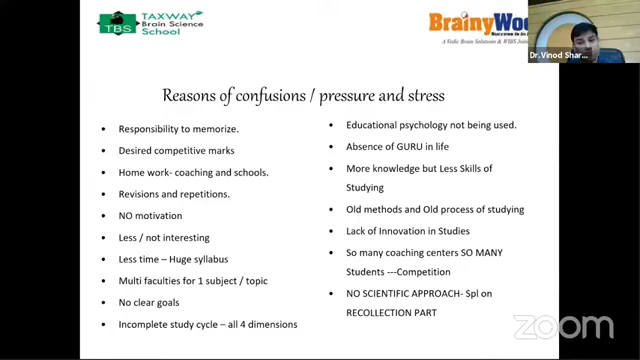 TAXWAY
Brain Science
School
TBS
BrainyWoo
A Vedic Brain Solutions & WIBS Join
Dr.Vinod Shar...
Reasons of confusions / pressure and stress
• Responsibility to memorize.
• Desired competitive marks
• Home work- coaching and schools.
• Revisions and repetitions.
• NO motivation
• Less / not interesting
• Less time – Huge syllabus
• Multi faculties for 1 subject / topic
• No clear goals
• Incomplete study cycle – all 4 dimensions
• Educational psychology not being used.
• Absence of GURU in life
• More knowledge but Less Skills of
Studying
• Old methods and Old process of studying
• Lack of Innovation in Studies
• So many coaching centers SO MANY
Students ---Competition
• NO SCIENTIFIC APPROACH- Spl on
RECOLLECTION PART
zoom